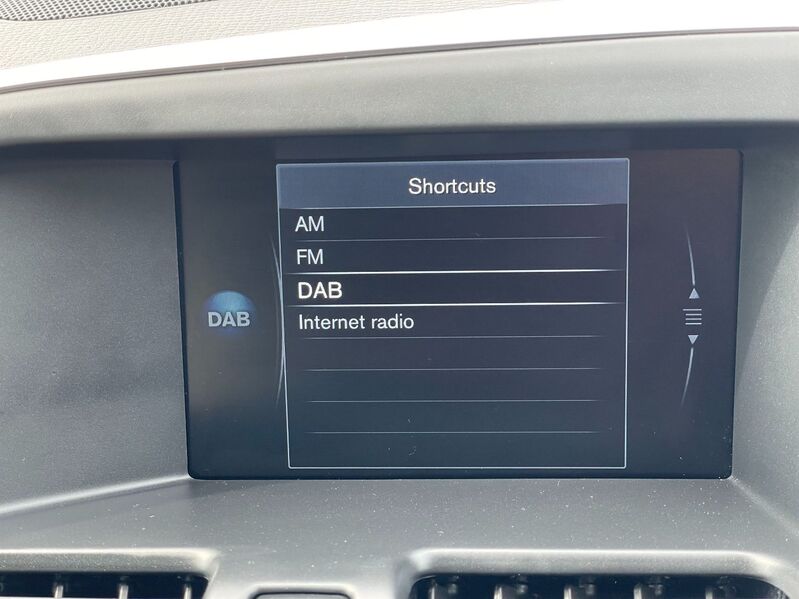 Shortcuts
AM
FM
DAB
DAB
Internet radio